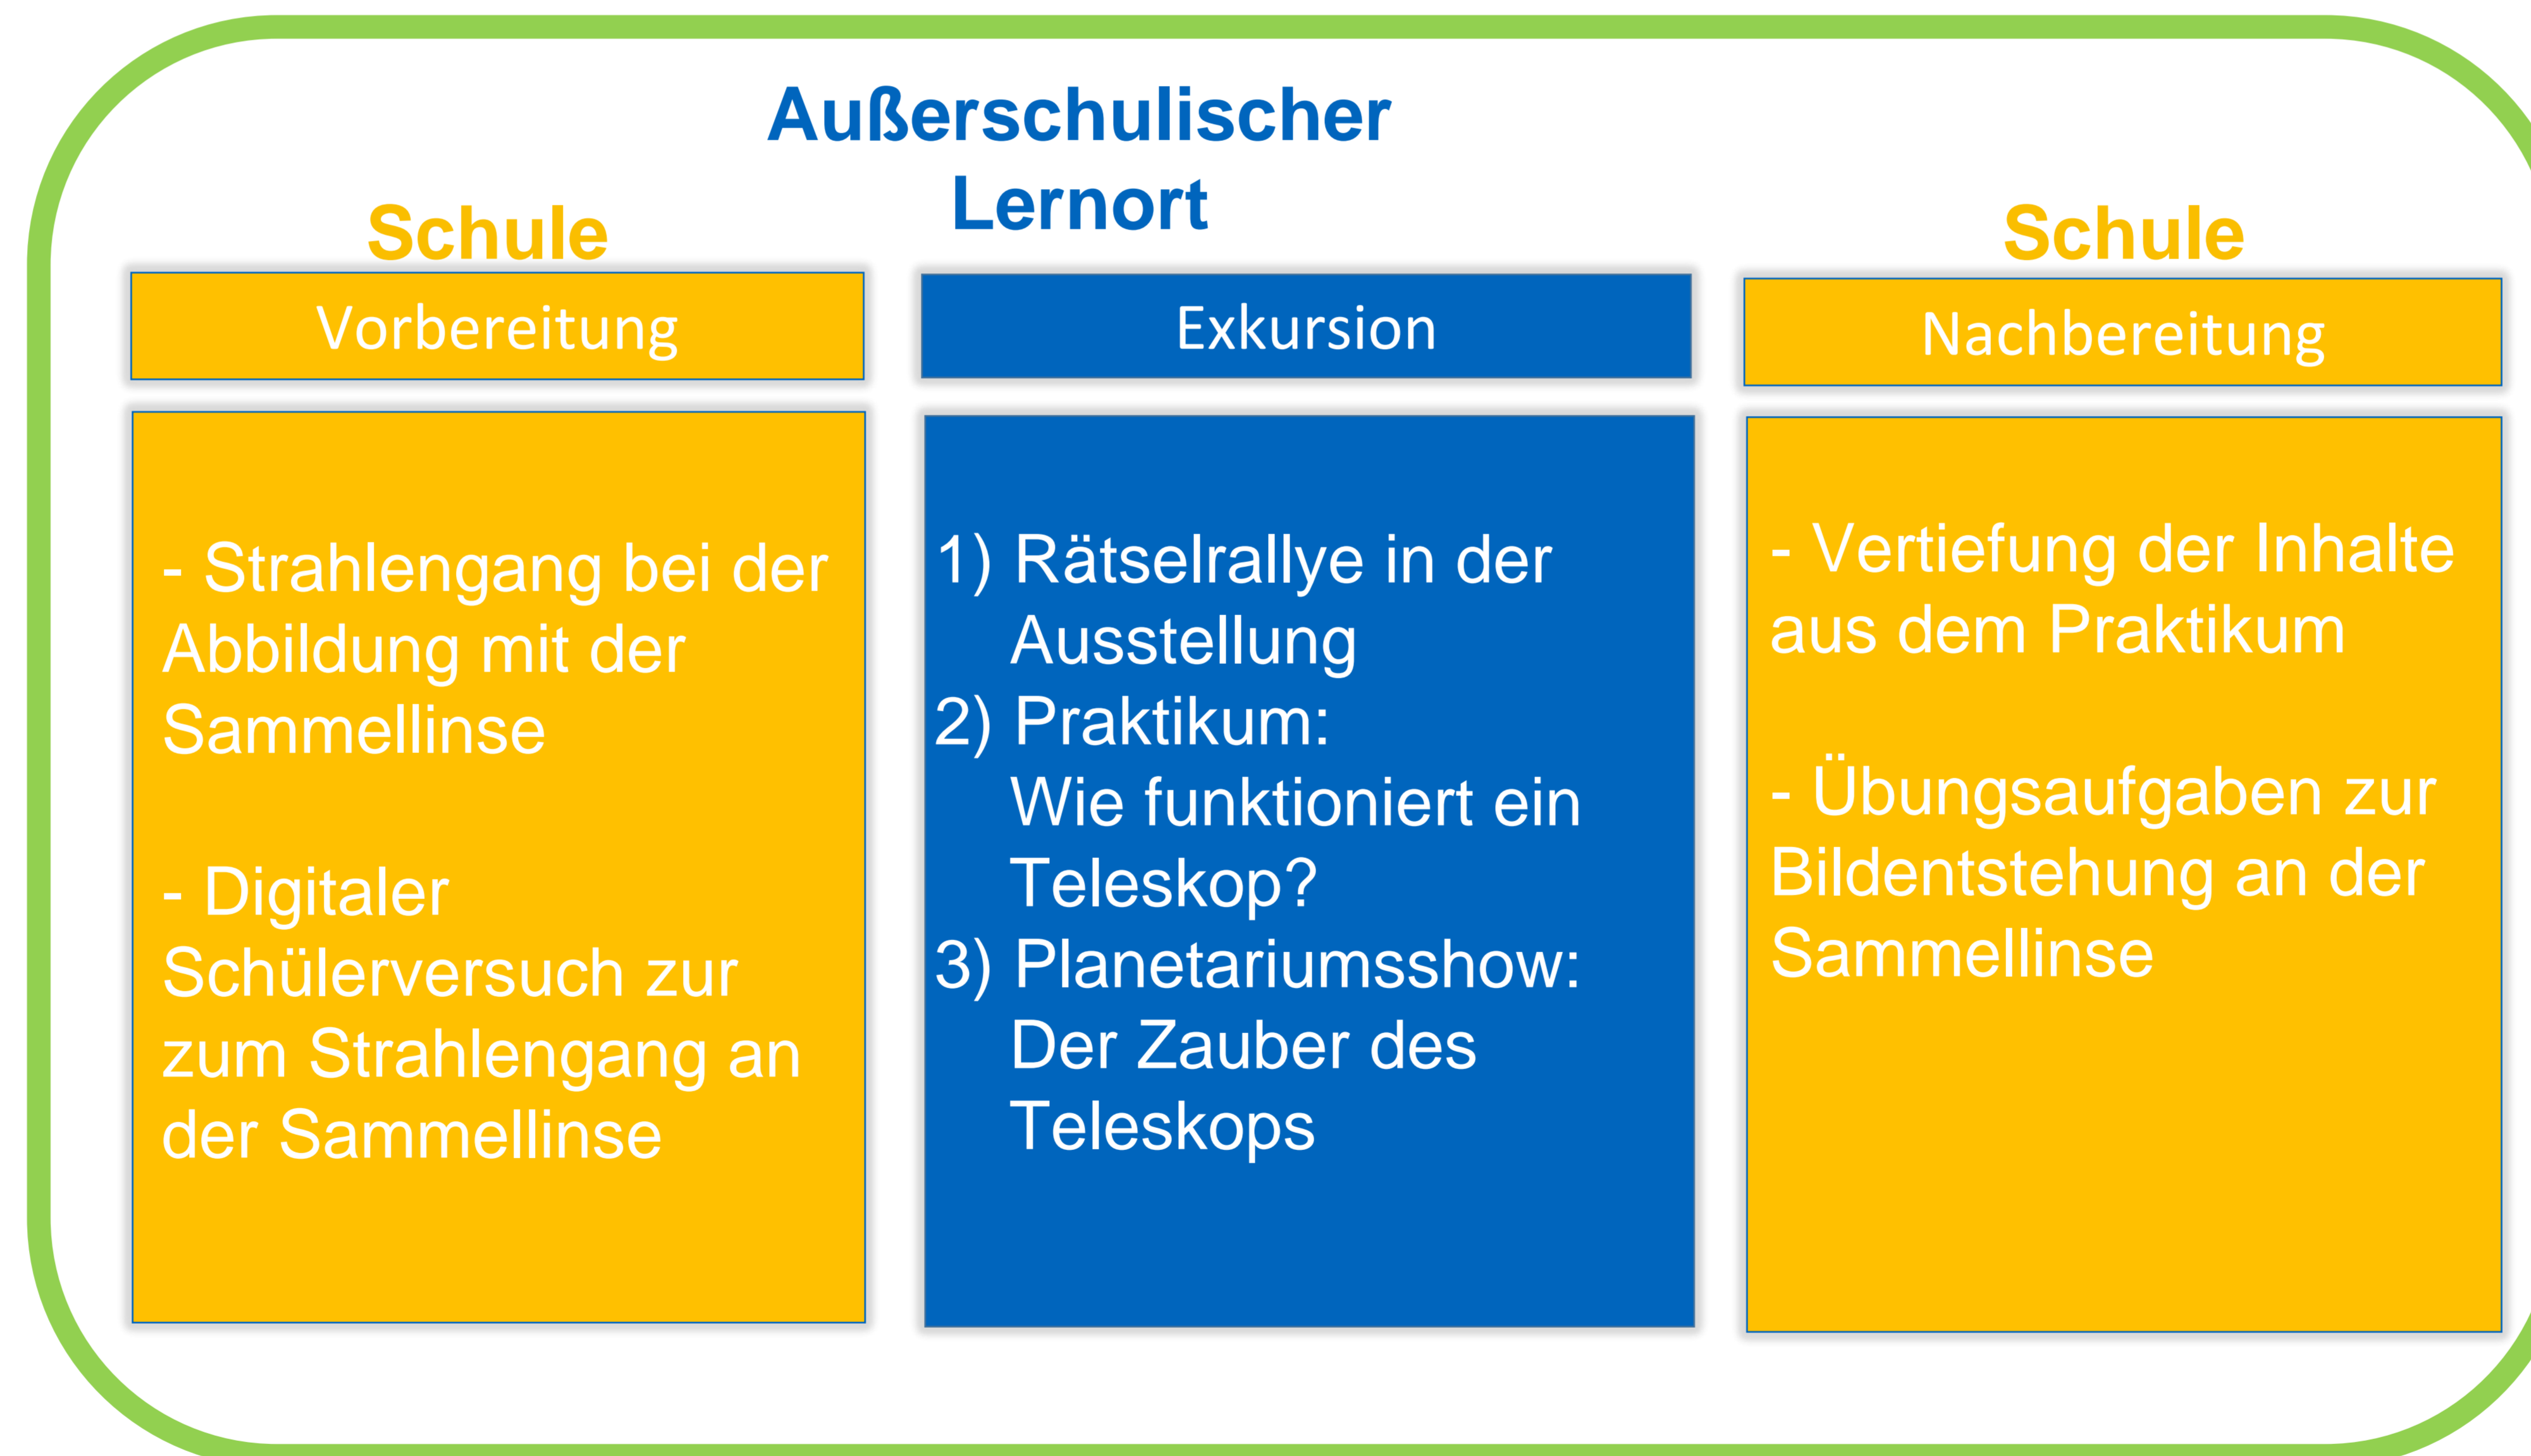 Schule
Vorbereitung
- Strahlengang bei der
Abbildung mit der
Sammellinse
- Digitaler
Schülerversuch zur
zum Strahlengang an
der Sammellinse
Außerschulischer
Lernort
Exkursion
1) Rätselrallye in der
Ausstellung
2) Praktikum:
Wie funktioniert ein
Teleskop?
3) Planetariumsshow:
Der Zauber des
Teleskops
Schule
Nachbereitung
- Vertiefung der Inhalte
aus dem Praktikum
- Übungsaufgaben zur
Bildentstehung an der
Sammellinse